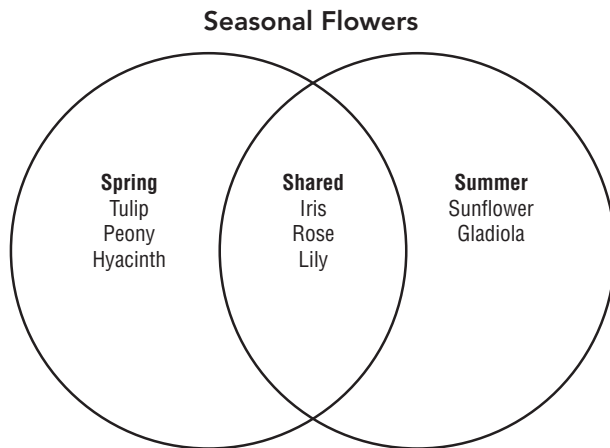 Seasonal Flowers
Spring
Tulip
Peony
Hyacinth
Shared
Iris
Rose
Lily
Summer
Sunflower
Gladiola